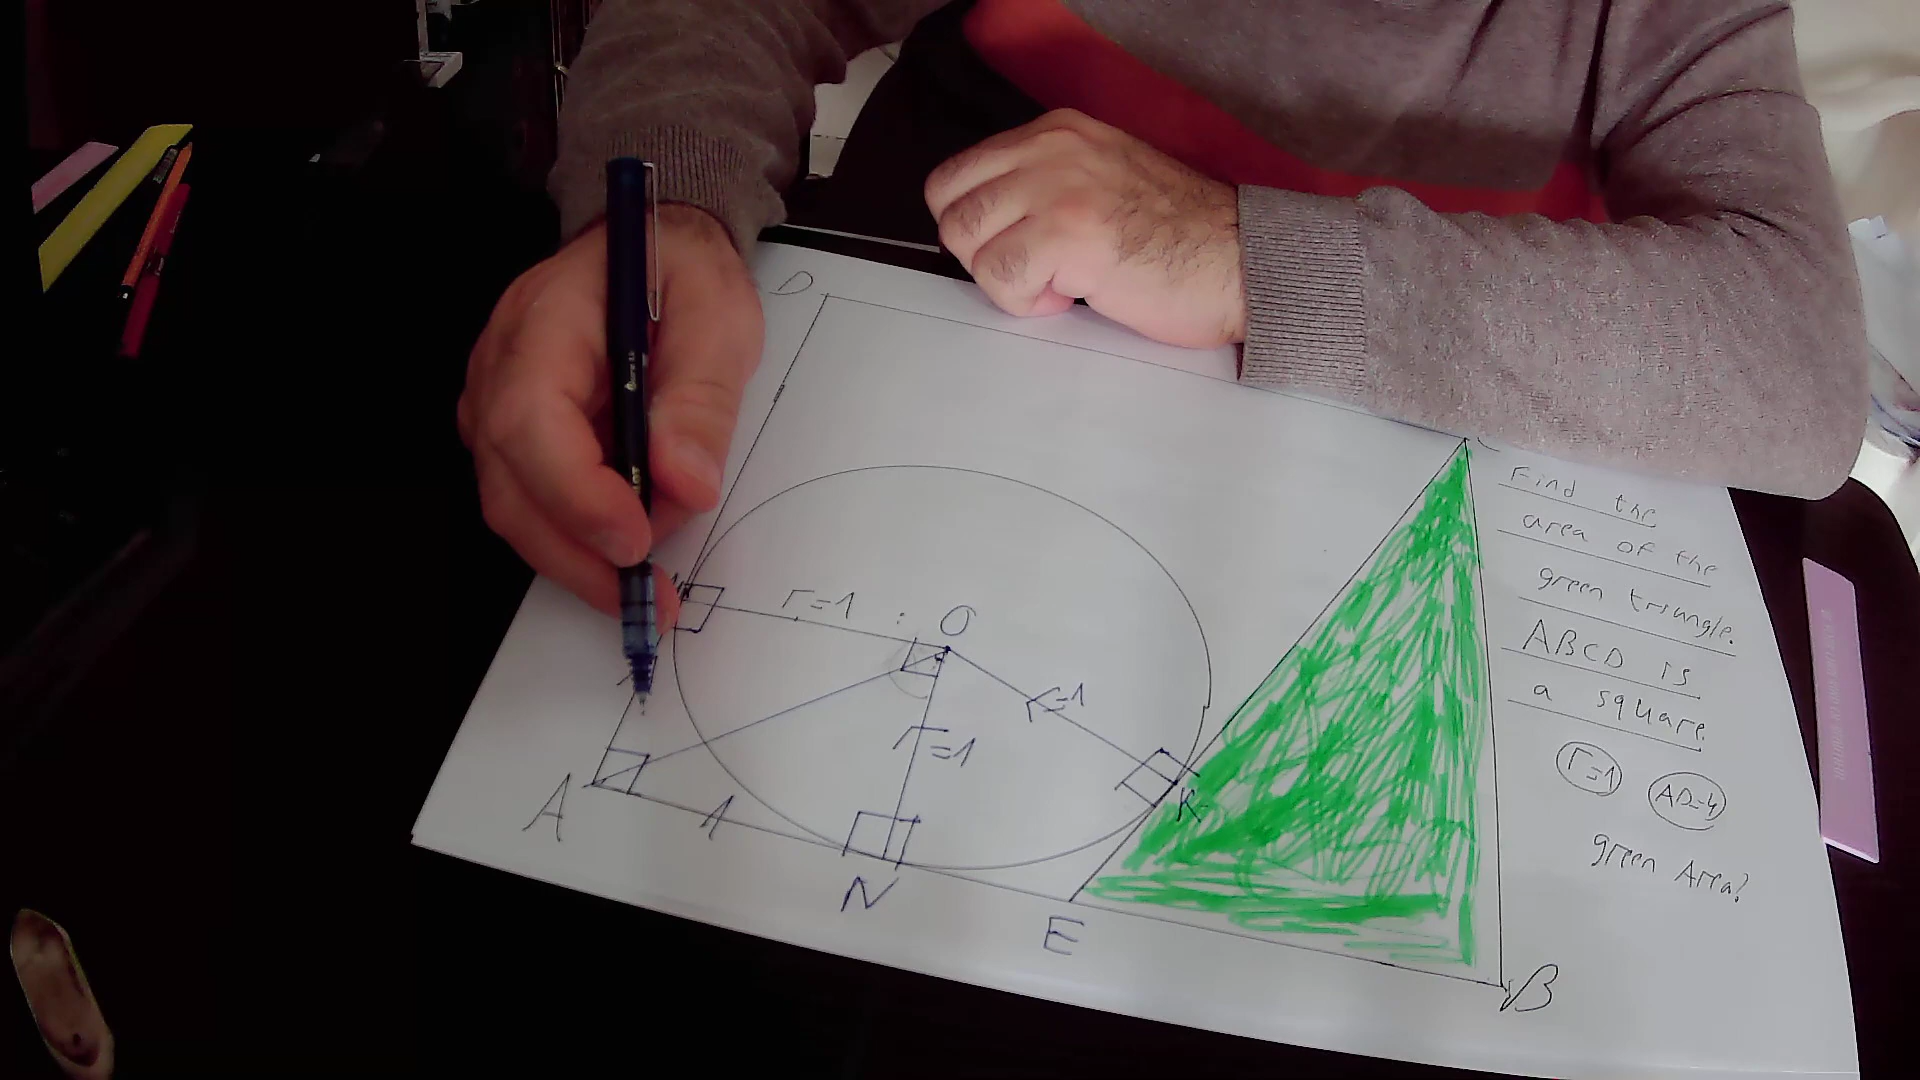 D
C
Find the
area of the
green triangle.
ABCD is
a square.
r=1
AD=4
green Area?
r=1
O
r=1
r=1
K
A
1
N
E
B